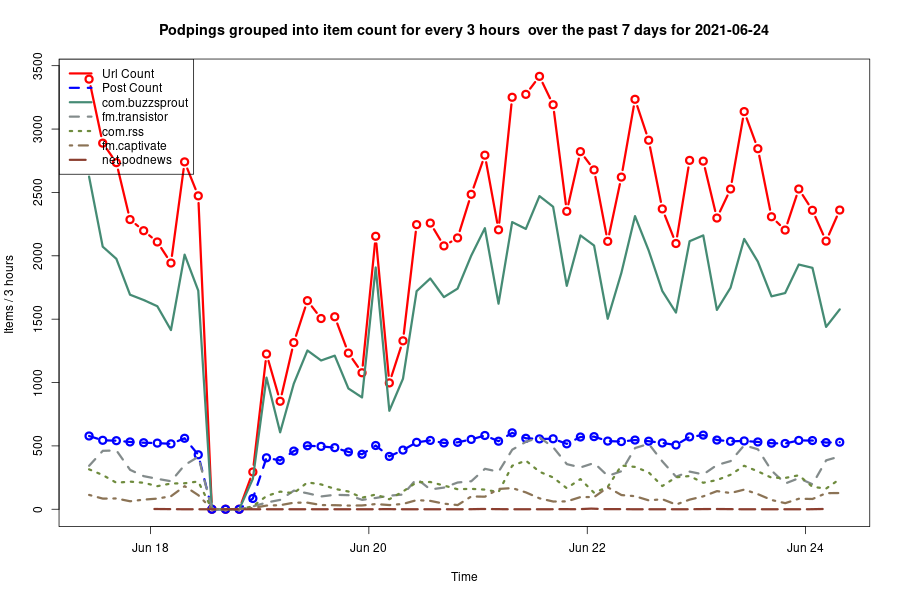 Podpings grouped into item count for every 3 hours  over the past 7 days for 2021-06-24
Items / 3 hours
3500
3000
2500
2000
1500
1000
500
0
Url Count
Post Count
com.buzzsprout
fm.transistor
com.rss
fm.captivate
net.podnews
Jun 18
Jun 20
Jun 22
Jun 24
Time